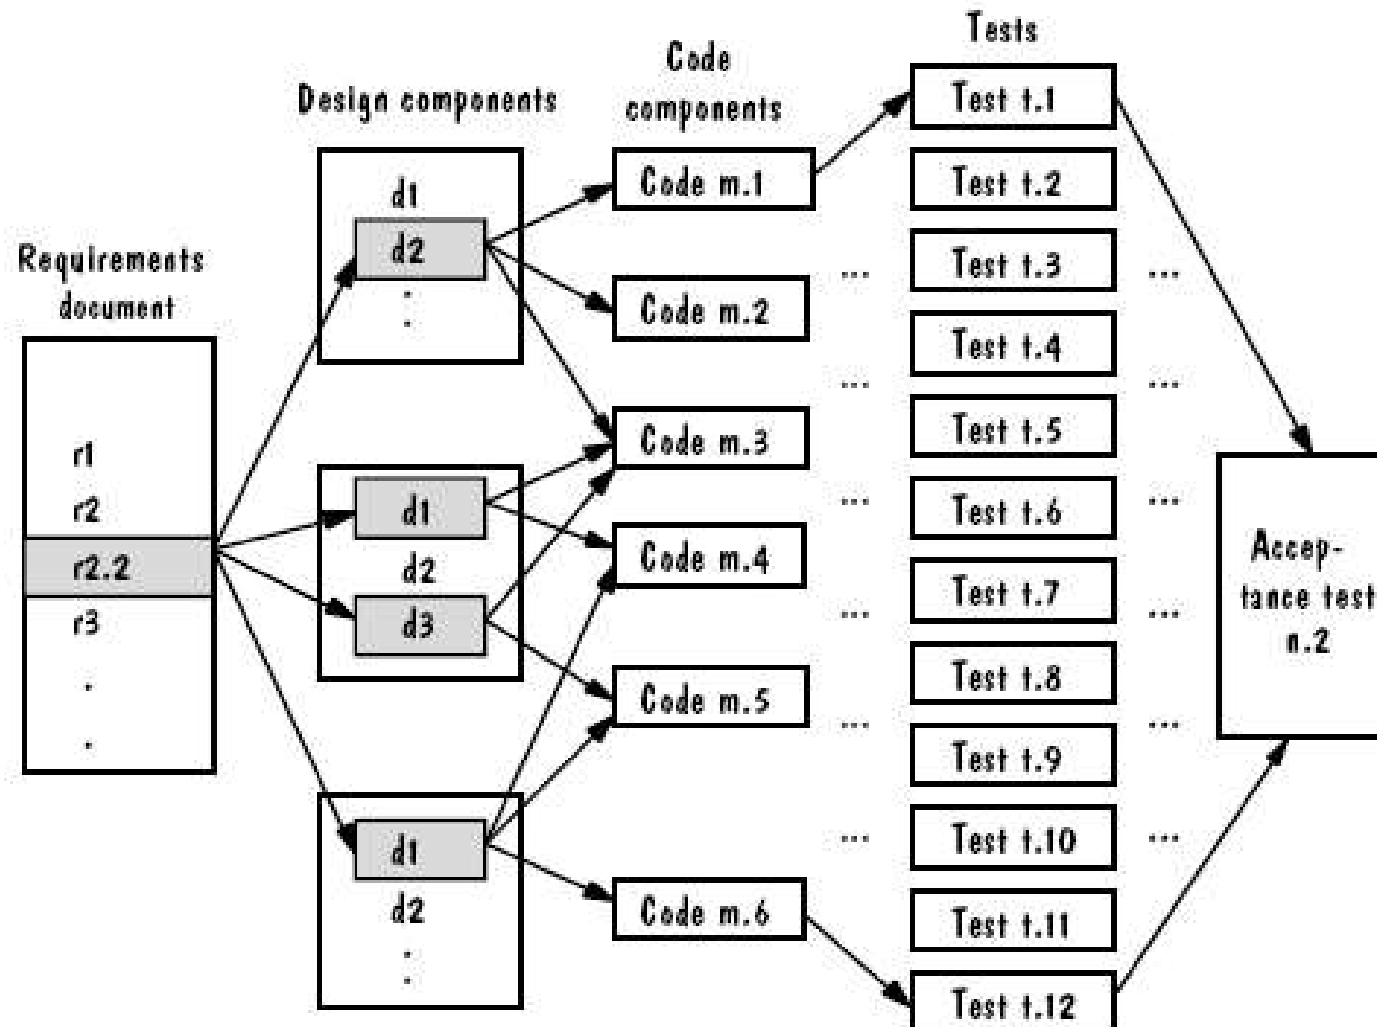 Requirements
document
r1
r2
r2.2
r3
.
.
Design components
d1
d2
.
.
d1
d2
d3
d1
d2
.
.
Code
components
Code m.1
Code m.2
Code m.3
Code m.4
Code m.5
Code m.6
...
...
...
...
...
...
Tests
Test t.1
Test t.2
Test t.3
Test t.4
Test t.5
Test t.6
Test t.7
Test t.8
Test t.9
Test t.10
Test t.11
Test t.12
...
...
...
...
...
...
Accep-
tance test
n.2